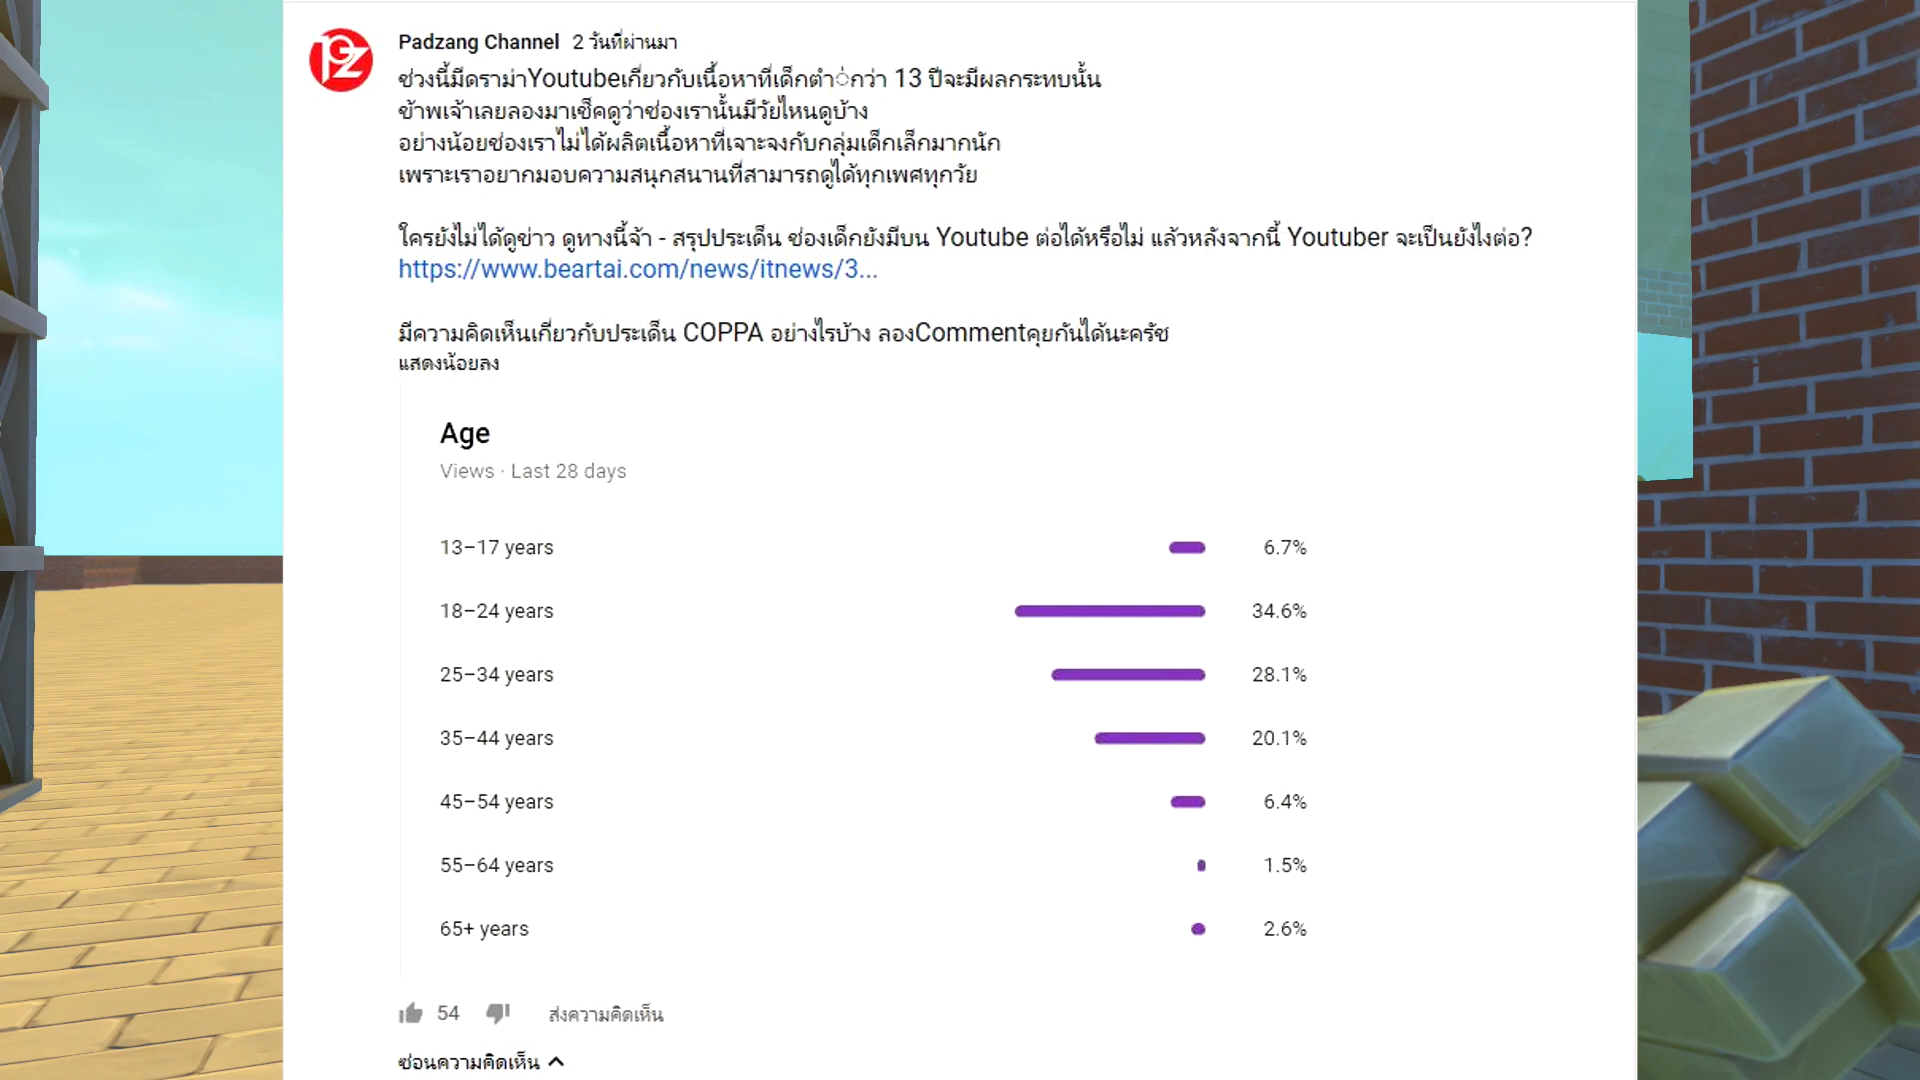 PZ
Padzang Channel 2 วันที่ผ่านมา
ช่วงนี้มีดราม่าYoutubeเกี่ยวกับเนื้อหาที่เด็กตำ่กว่า 13 ปีจะมีผลกระทบนั้น
ข้าพเจ้าเลยลองมาเช็คดูว่าช่องเรานั้นมีวัยไหนดูบ้าง
อย่างน้อยช่องเราไม่ได้ผลิตเนื้อหาที่เจาะจงกับกลุ่มเด็กเล็กมากนัก
เพราะเราอยากมอบความสนุกสนานที่สามารถดูได้ทุกเพศทุกวัย
ใครยังไม่ได้ดูข่าว ดูทางนี้จ้า - สรุปประเด็น ช่องเด็กยังมีบน Youtube ต่อได้หรือไม่ แล้วหลังจากนี้ Youtuber จะเป็นยังไงต่อ?
https://www.beartai.com/news/itnews/3...
มีความคิดเห็นเกี่ยวกับประเด็น COPPA อย่างไรบ้าง ลองCommentคุยกันได้นะครัช
แสดงน้อยลง
Age
Views · Last 28 days
13–17 years 6.7%
18–24 years 34.6%
25–34 years 28.1%
35–44 years 20.1%
45–54 years 6.4%
55–64 years 1.5%
65+ years 2.6%
54 ส่งความคิดเห็น
ซ่อนความคิดเห็น